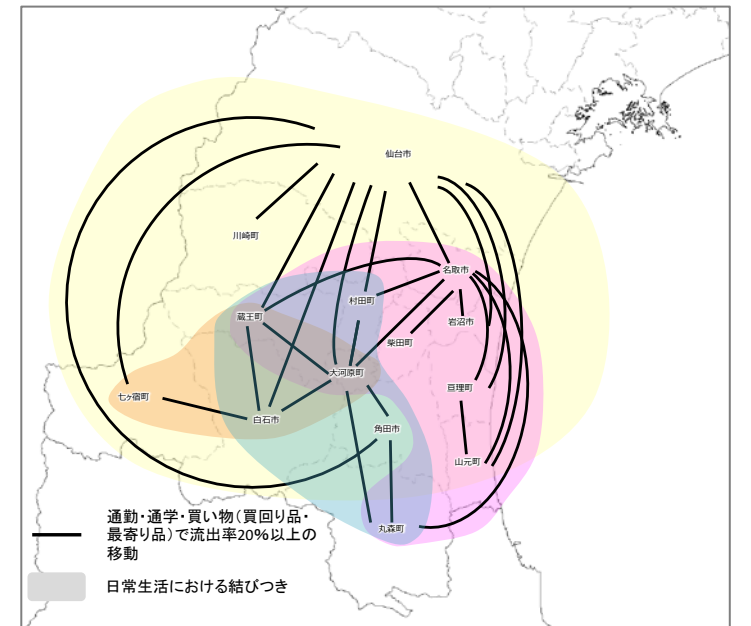 仙台市
川崎町
名取市
村田町
蔵王町
岩沼市
柴田町
大河原町
亘理町
七ヶ宿町
白石市
角田市
山元町
丸森町
通勤・通学・買い物(買回り品・
最寄り品)で流出率20%以上の
移動
日常生活における結びつき